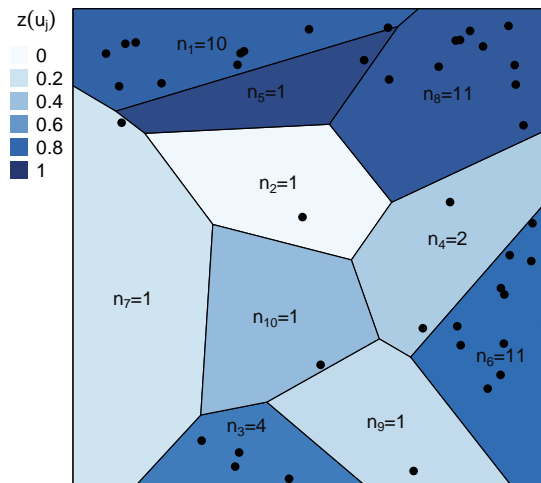 z(uⱼ)
0
0.2
0.4
0.6
0.8
1
n₁=10
n₅=1
n₈=11
n₂=1
n₄=2
n₇=1
n₁₀=1
n₆=11
n₉=1
n₃=4